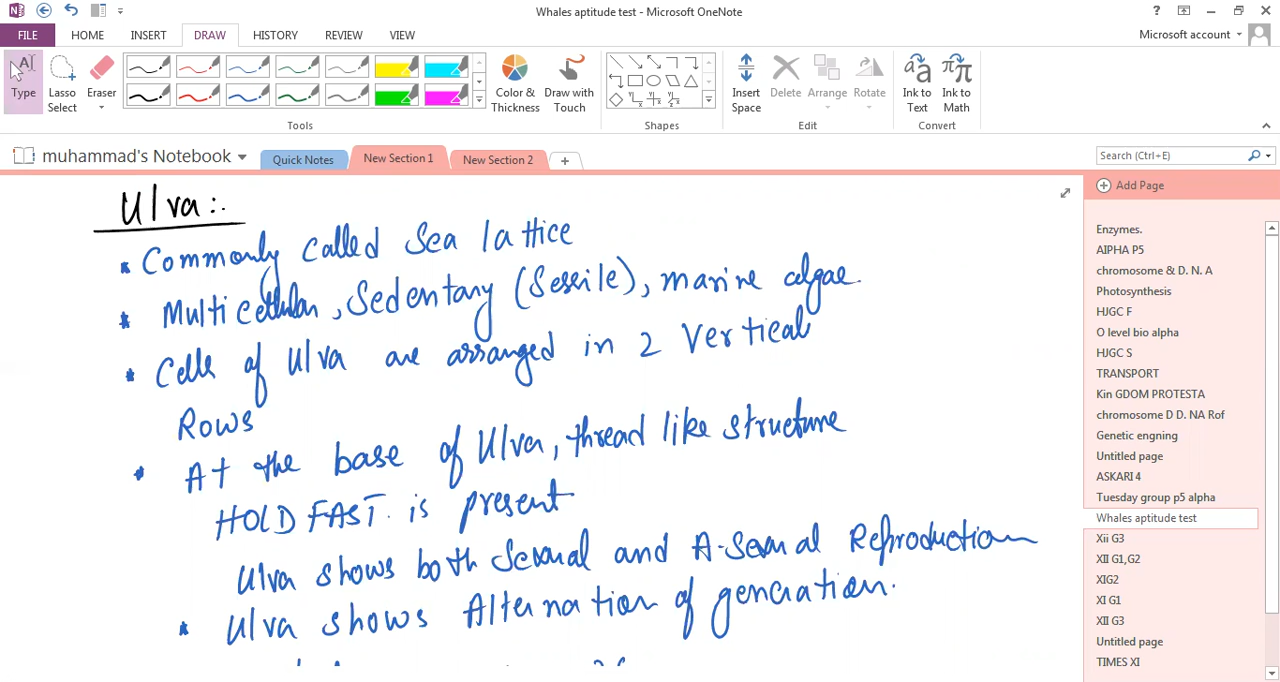 Whales aptitude test - Microsoft OneNote
FILE HOME INSERT DRAW HISTORY REVIEW VIEW
Microsoft account
Type
Lasso Select
Eraser
Color & Thickness
Draw with Touch
Insert Space
Delete
Arrange
Rotate
Ink to Text
Ink to Math
Tools
Shapes
Edit
Convert
muhammad's Notebook
Quick Notes
New Section 1
New Section 2
Search (Ctrl+E)
Ulva:
Commonly called Sea lattice
Multicellular, Sedentary (Sessile), marine algae.
Cells of Ulva are arranged in 2 Vertical
Rows
At the base of Ulva, thread like structure
HOLD FAST is present
Ulva shows both Sexual and A-Sexual Reproduction
Ulva shows Alternation of generation.
Add Page
Enzymes.
AIPHA P5
chromosome & D. N. A
Photosynthesis
HJGC F
O level bio alpha
HJGC S
TRANSPORT
Kin GDOM PROTESTA
chromosome D D. NA Rof
Genetic engning
Untitled page
ASKARI 4
Tuesday group p5 alpha
Whales aptitude test
Xii G3
XII G1,G2
XIG2
XI G1
XII G3
Untitled page
TIMES XI